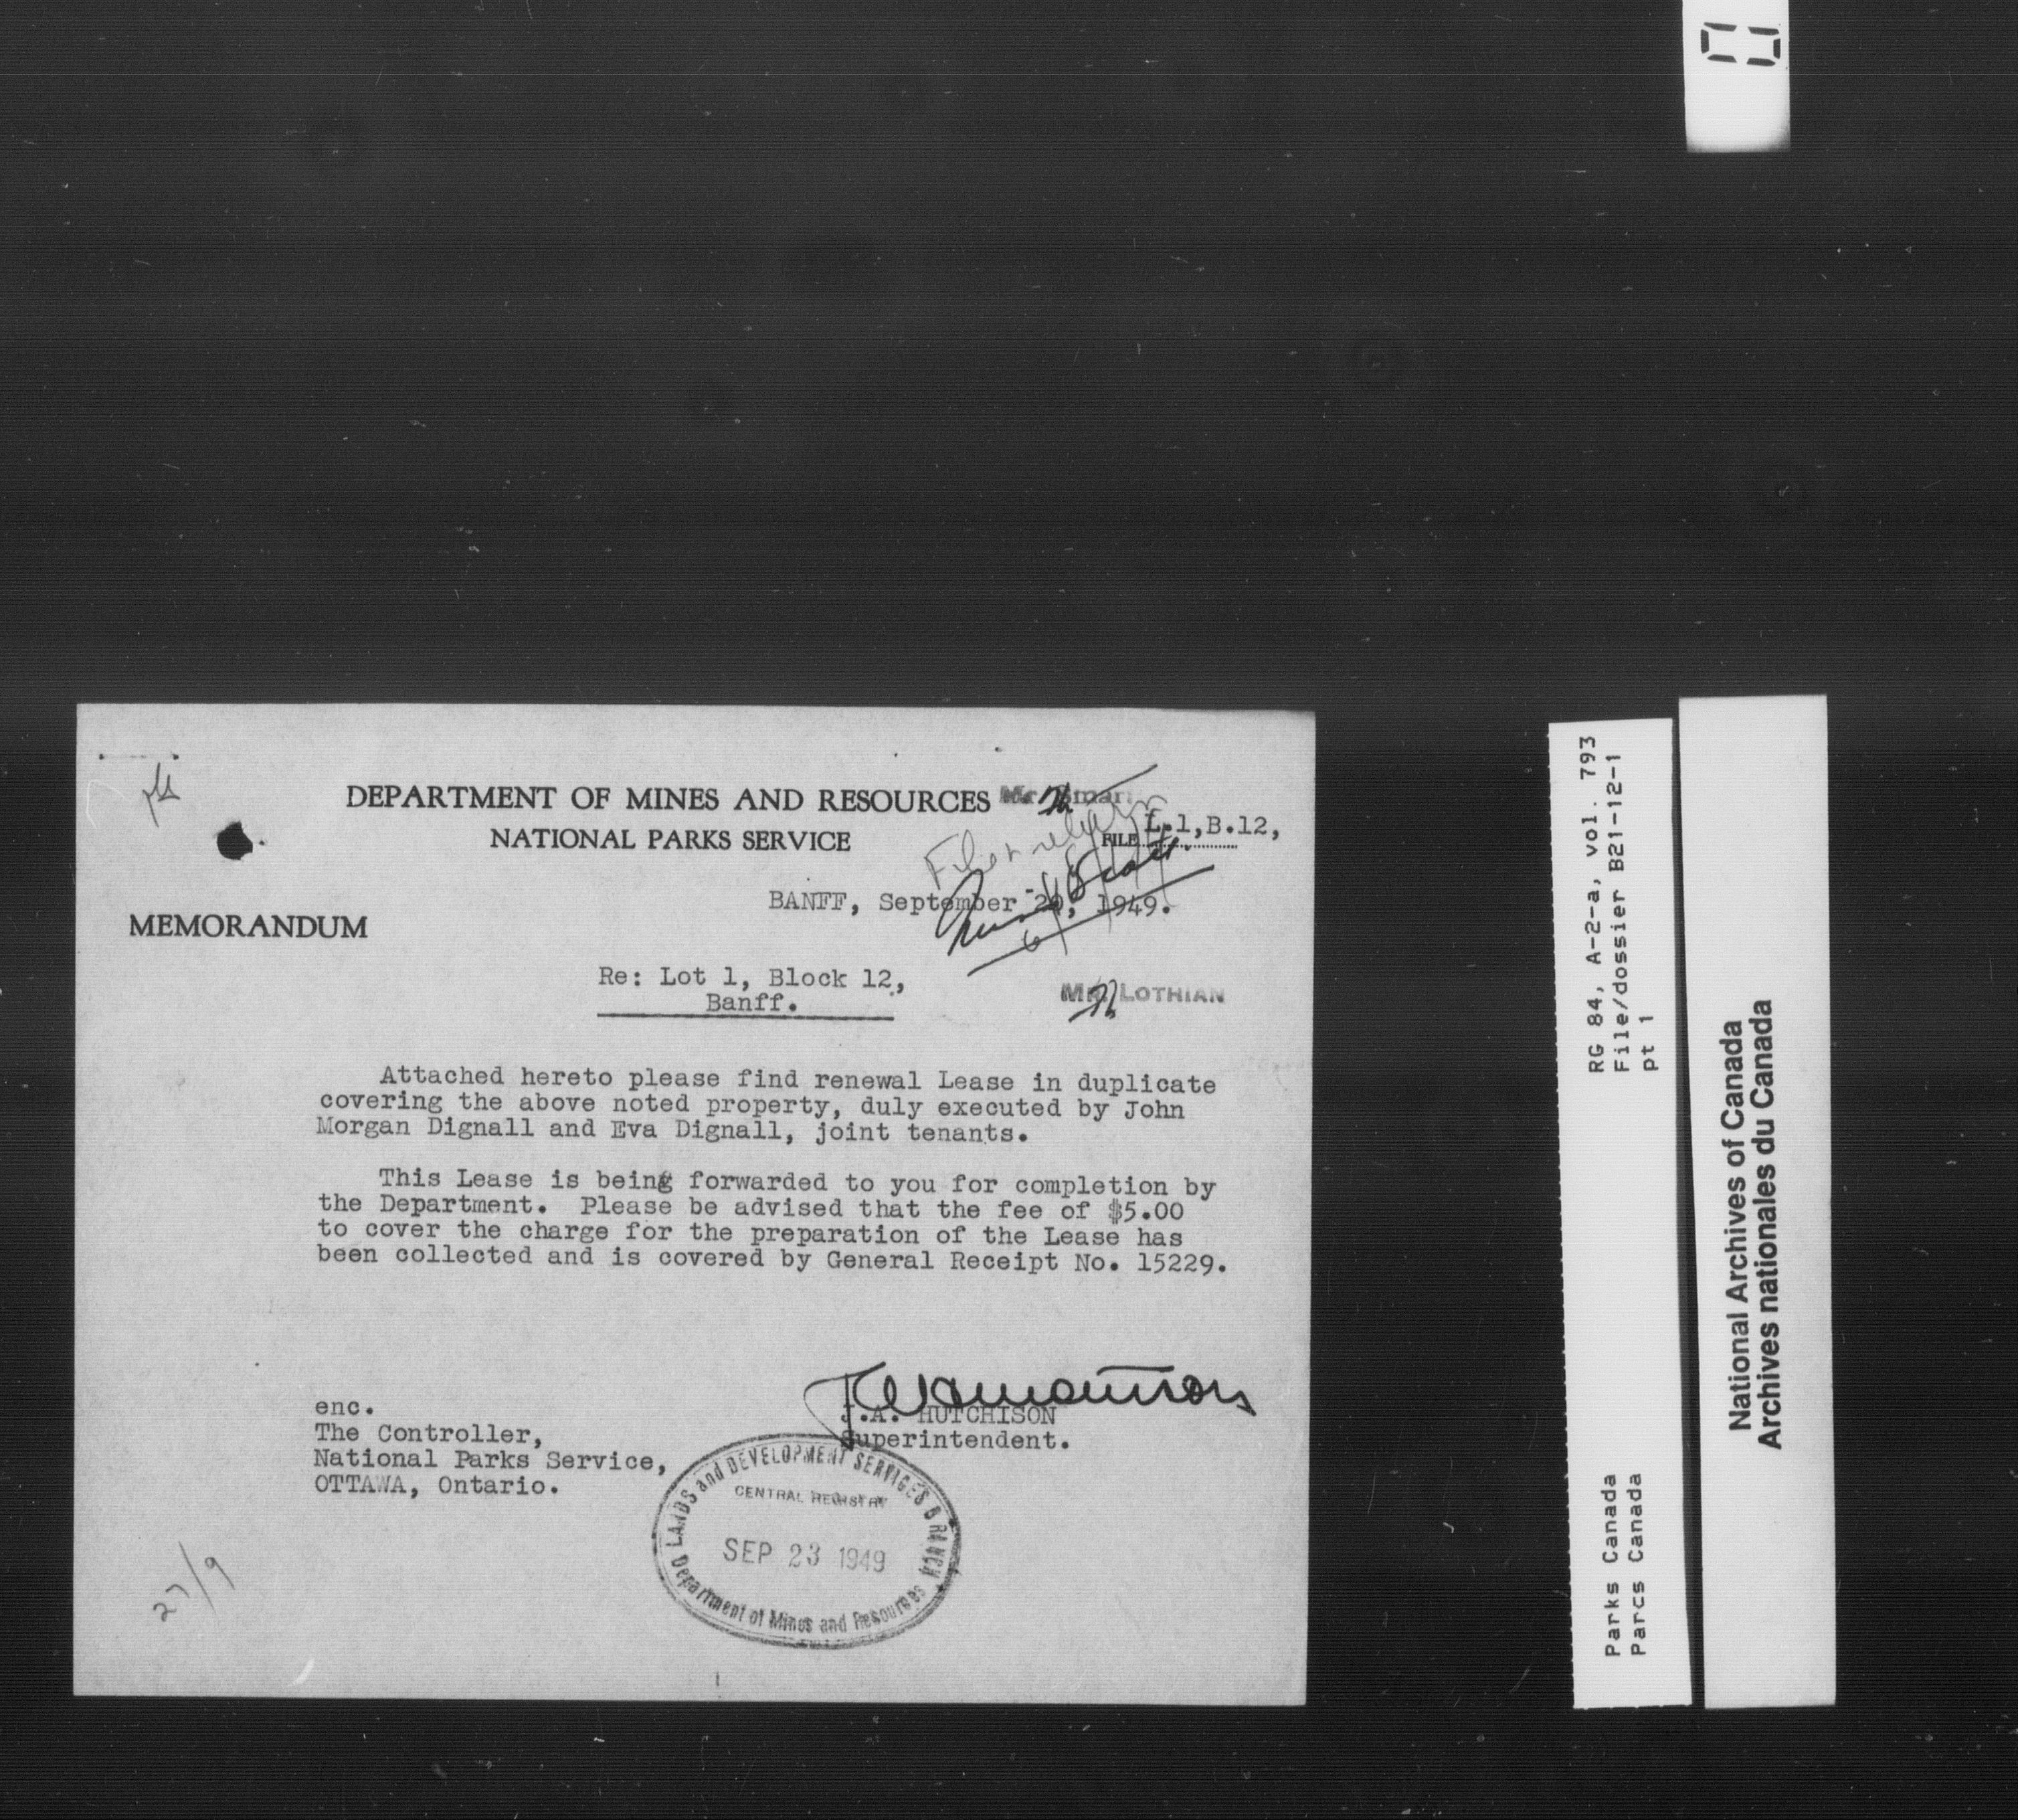 DEPARTMENT OF MINES AND RESOURCES Mr. Smart
NATIONAL PARKS SERVICE
FILE L.1,B.12,
BANFF, September 20, 1949.
MEMORANDUM
Re: Lot 1, Block 12,
Banff.
MR. LOTHIAN
Attached hereto please find renewal Lease in duplicate
covering the above noted property, duly executed by John
Morgan Dignall and Eva Dignall, joint tenants.
This Lease is being forwarded to you for completion by
the Department. Please be advised that the fee of $5.00
to cover the charge for the preparation of the Lease has
been collected and is covered by General Receipt No. 15229.
J.A. HUTCHISON
Superintendent.
enc.
The Controller,
National Parks Service,
OTTAWA, Ontario.
LANDS and DEVELOPMENT SERVICES BRANCH
CENTRAL REGISTRY
SEP 23 1949
Department of Mines and Resources
27/9
RG 84, A-2-a, vol. 793
File/dossier B21-12-1
pt 1
Parks Canada
Parcs Canada
National Archives of Canada
Archives nationales du Canada